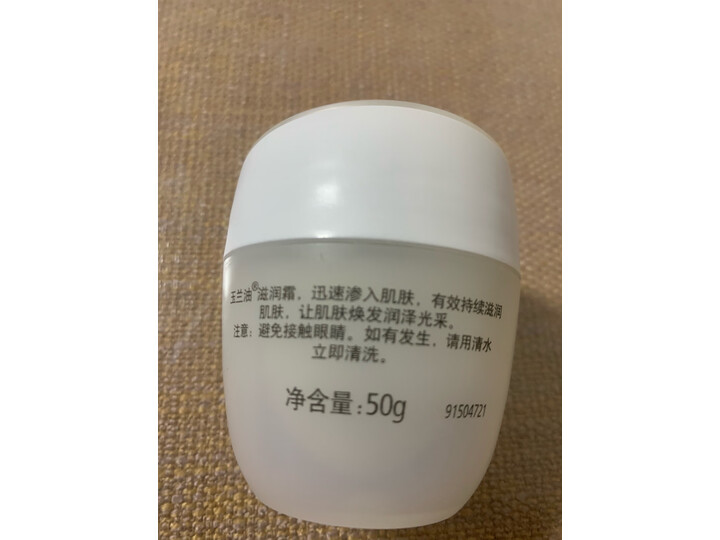 玉兰油®滋润霜，迅速渗入肌肤，有效持续滋润
肌肤，让肌肤焕发润泽光采。
注意：避免接触眼睛。如有发生，请用清水
立即清洗。
净含量：50g
91504721